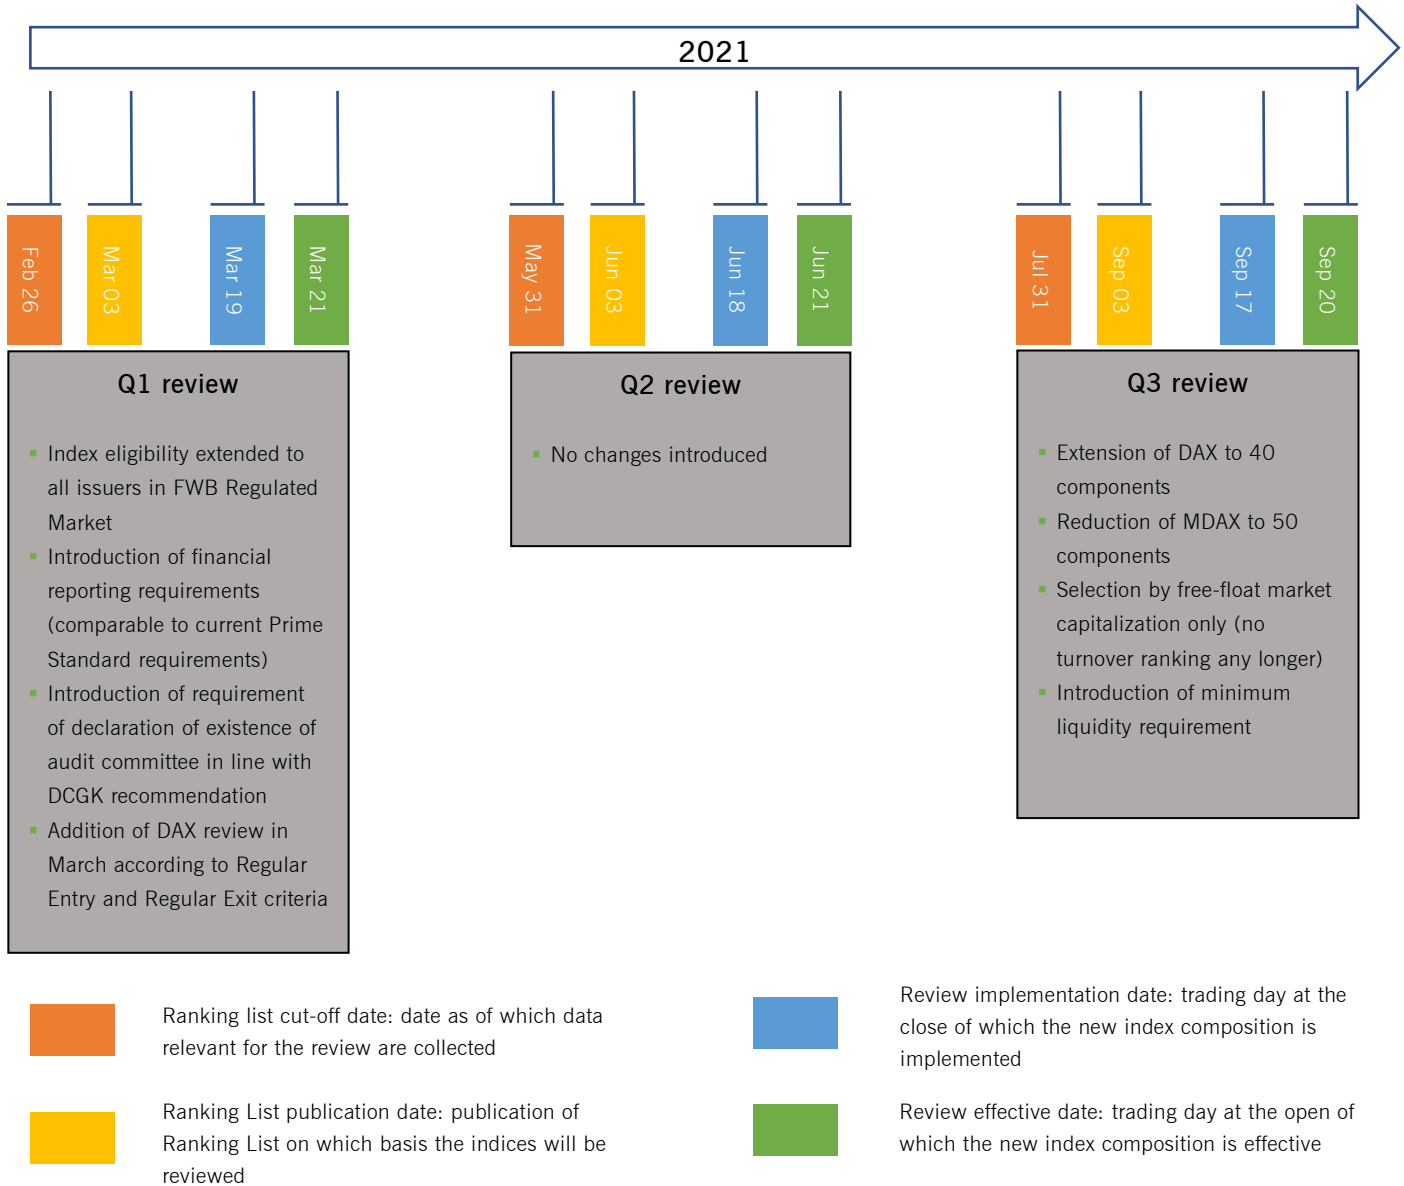 2021
Feb 26
Mar 03
Mar 19
Mar 21
May 31
Jun 03
Jun 18
Jun 21
Jul 31
Sep 03
Sep 17
Sep 20
Q1 review
▪ Index eligibility extended to
all issuers in FWB Regulated
Market
▪ Introduction of financial
reporting requirements
(comparable to current Prime
Standard requirements)
▪ Introduction of requirement
of declaration of existence of
audit committee in line with
DCGK recommendation
▪ Addition of DAX review in
March according to Regular
Entry and Regular Exit criteria
Q2 review
▪ No changes introduced
Q3 review
▪ Extension of DAX to 40
components
▪ Reduction of MDAX to 50
components
▪ Selection by free-float market
capitalization only (no
turnover ranking any longer)
▪ Introduction of minimum
liquidity requirement
Ranking list cut-off date: date as of which data
relevant for the review are collected
Ranking List publication date: publication of
Ranking List on which basis the indices will be
reviewed
Review implementation date: trading day at the
close of which the new index composition is
implemented
Review effective date: trading day at the open of
which the new index composition is effective